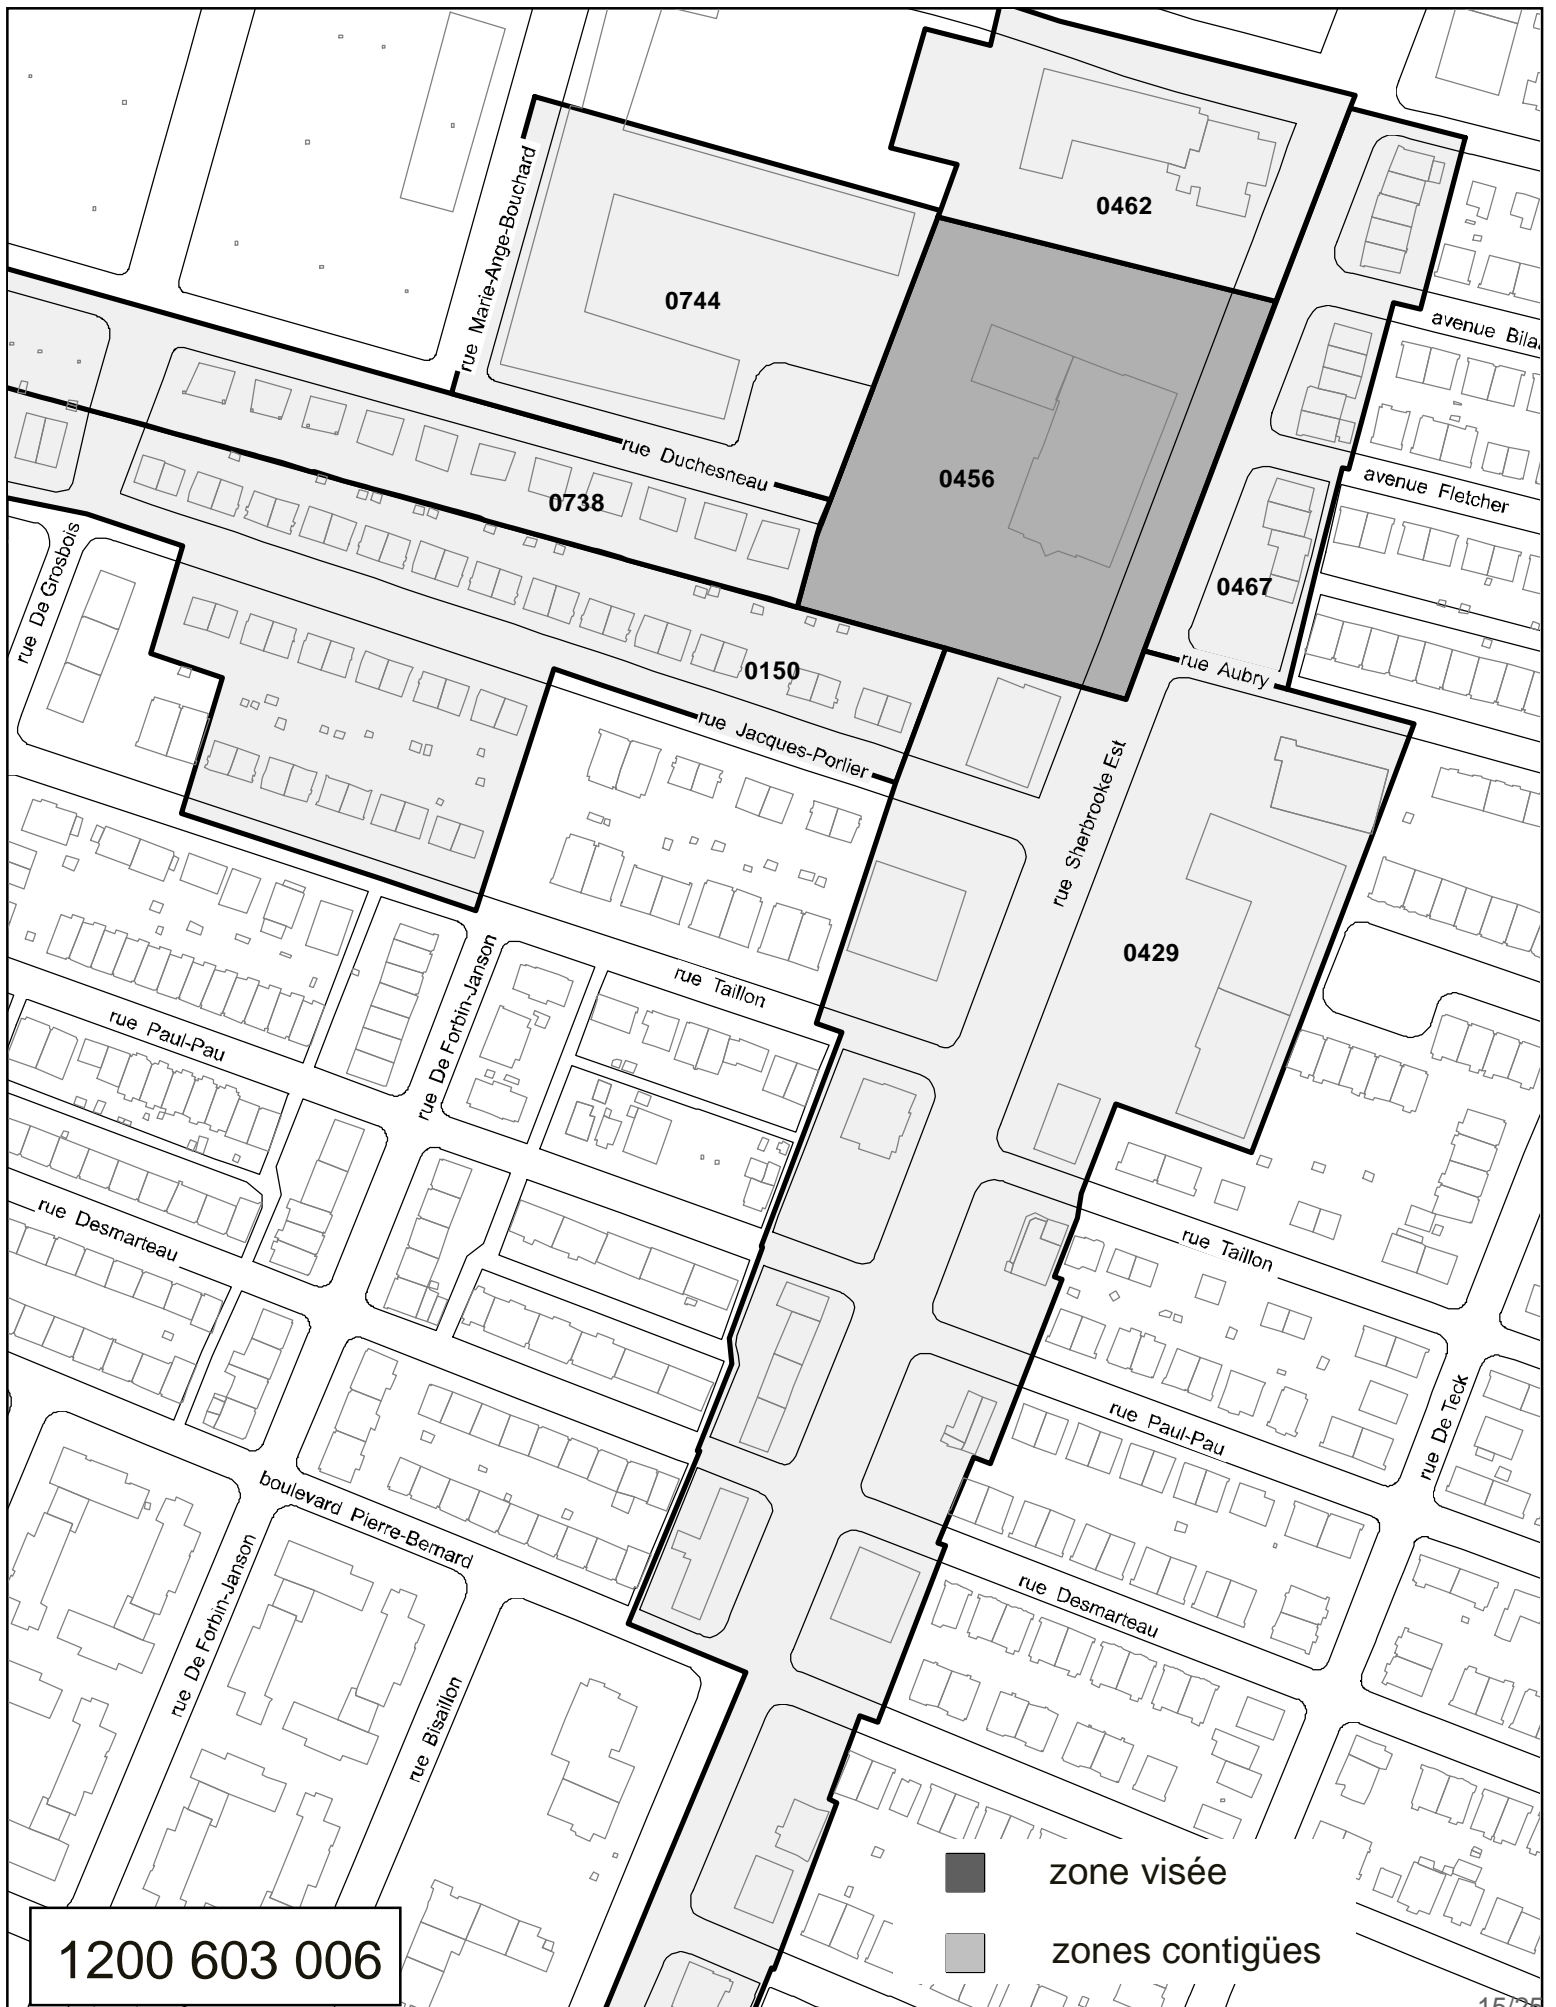 rue Marie-Ange-Bouchard
0462
0744
avenue Bila
rue Duchesneau
0456
avenue Fletcher
0738
rue De Grosbois
0467
0150
rue Aubry
rue Jacques-Porlier
rue Sherbrooke Est
0429
rue Taillon
rue De Forbin-Janson
rue Paul-Pau
rue Desmarteau
rue Taillon
rue Paul-Pau
rue De Teck
boulevard Pierre-Bernard
rue De Forbin-Janson
rue Desmarteau
rue Bisaillon
zone visée
zones contigües
1200 603 006